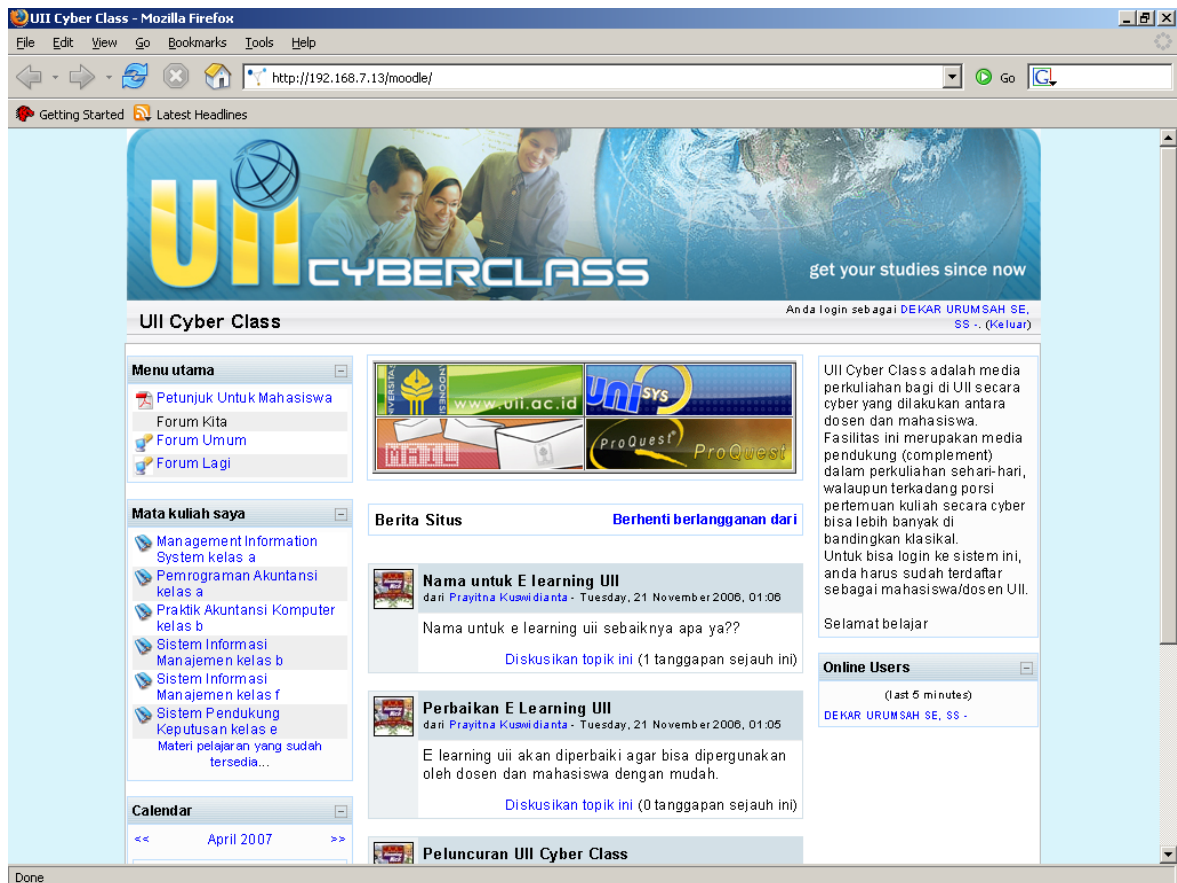 UII Cyber Class - Mozilla Firefox
File Edit View Go Bookmarks Tools Help
http://192.168.7.13/moodle/
Go
G
Getting Started
Latest Headlines
UII
CYBERCLASS
get your studies since now
UII Cyber Class
Anda login sebagai DEKAR URUMSAH SE,
SS -. (Keluar)
Menu utama
Petunjuk Untuk Mahasiswa
Forum Kita
Forum Umum
Forum Lagi
Mata kuliah saya
Management Information
System kelas a
Pemrograman Akuntansi
kelas a
Praktik Akuntansi Komputer
kelas b
Sistem Informasi
Manajemen kelas b
Sistem Informasi
Manajemen kelas f
Sistem Pendukung
Keputusan kelas e
Materi pelajaran yang sudah
tersedia...
Calendar
<< April 2007 >>
www.uii.ac.id
UNISYS
MAIL
ProQuest
ProQuest
Berita Situs
Berhenti berlangganan dari
Nama untuk E learning UII
dari Prayitna Kuswidianta - Tuesday, 21 November 2006, 01:06
Nama untuk e learning uii sebaiknya apa ya??
Diskusikan topik ini (1 tanggapan sejauh ini)
Perbaikan E Learning UII
dari Prayitna Kuswidianta - Tuesday, 21 November 2006, 01:05
E learning uii akan diperbaiki agar bisa dipergunakan
oleh dosen dan mahasiswa dengan mudah.
Diskusikan topik ini (0 tanggapan sejauh ini)
Peluncuran UII Cyber Class
UII Cyber Class adalah media
perkuliahan bagi di UII secara
cyber yang dilakukan antara
dosen dan mahasiswa.
Fasilitas ini merupakan media
pendukung (complement)
dalam perkuliahan sehari-hari,
walaupun terkadang porsi
pertemuan kuliah secara cyber
bisa lebih banyak di
bandingkan klasikal.
Untuk bisa login ke sistem ini,
anda harus sudah terdaftar
sebagai mahasiswa/dosen UII.
Selamat belajar
Online Users
(last 5 minutes)
DEKAR URUMSAH SE, SS -
Done